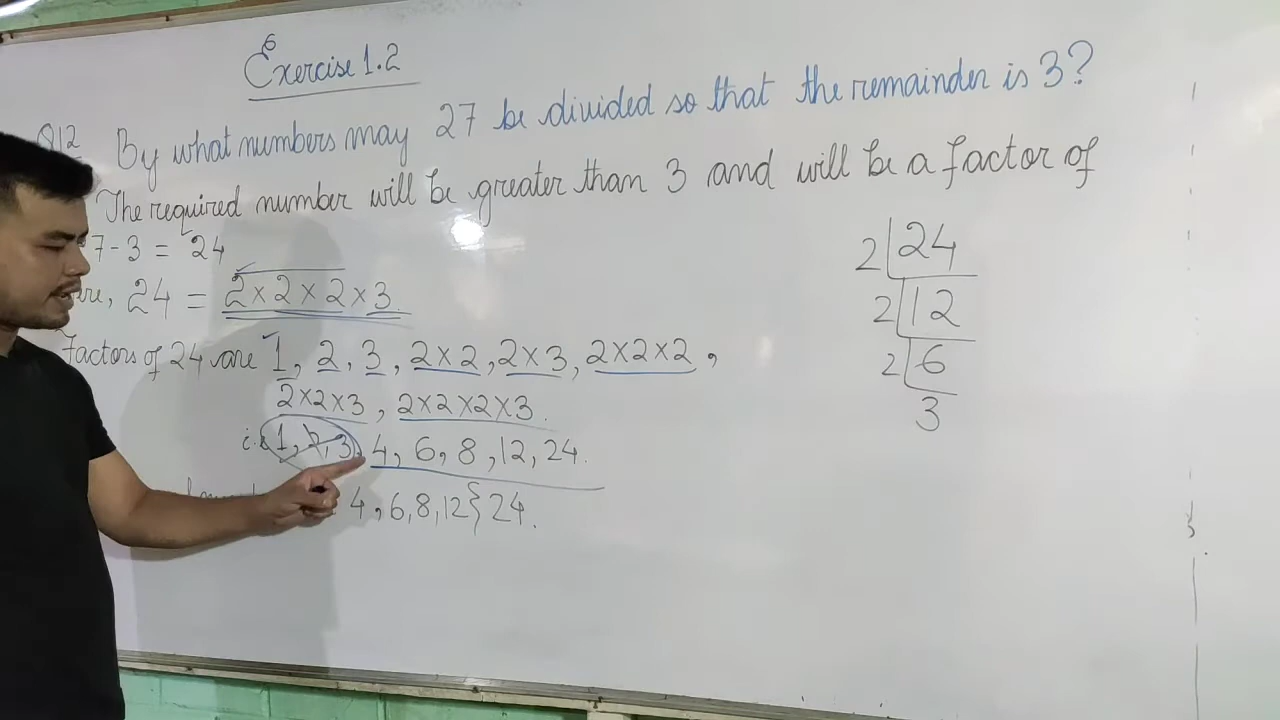 6
Exercise 1.2
Q12 By what numbers may 27 be divided so that the remainder is 3?
The required number will be greater than 3 and will be a factor of
7-3 = 24
24 = 2×2×2×3
Factors of 24 are 1, 2, 3, 2×2, 2×3, 2×2×2,
2×2×3, 2×2×2×3.
1, 2, 3, 4, 6, 8, 12, 24.
4, 6, 8, 12 } 24.
2 24
2 12
2 6
3